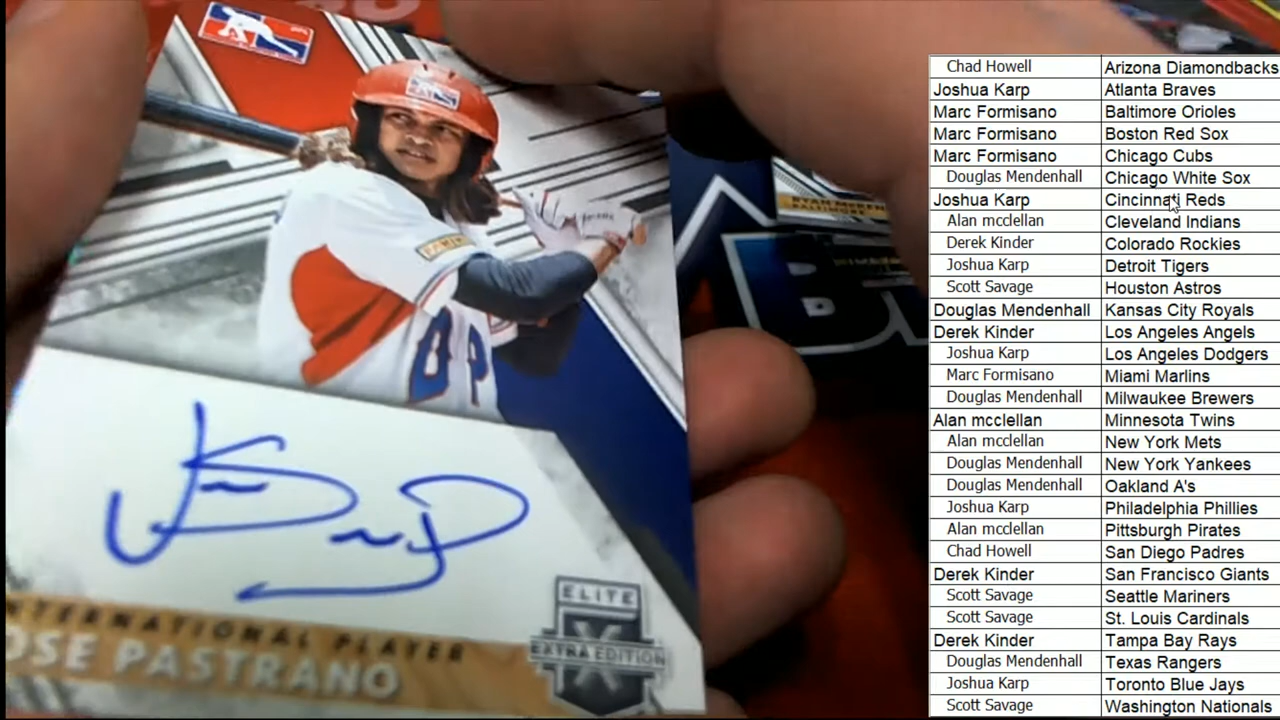 INTERNATIONAL PLAYER
OSE PASTRANO
ELITE
EXTRA EDITION
DP
Chad Howell Arizona Diamondbacks
Joshua Karp Atlanta Braves
Marc Formisano Baltimore Orioles
Marc Formisano Boston Red Sox
Marc Formisano Chicago Cubs
Douglas Mendenhall Chicago White Sox
Joshua Karp Cincinnati Reds
Alan mcclellan Cleveland Indians
Derek Kinder Colorado Rockies
Joshua Karp Detroit Tigers
Scott Savage Houston Astros
Douglas Mendenhall Kansas City Royals
Derek Kinder Los Angeles Angels
Joshua Karp Los Angeles Dodgers
Marc Formisano Miami Marlins
Douglas Mendenhall Milwaukee Brewers
Alan mcclellan Minnesota Twins
Alan mcclellan New York Mets
Douglas Mendenhall New York Yankees
Douglas Mendenhall Oakland A's
Joshua Karp Philadelphia Phillies
Alan mcclellan Pittsburgh Pirates
Chad Howell San Diego Padres
Derek Kinder San Francisco Giants
Scott Savage Seattle Mariners
Scott Savage St. Louis Cardinals
Derek Kinder Tampa Bay Rays
Douglas Mendenhall Texas Rangers
Joshua Karp Toronto Blue Jays
Scott Savage Washington Nationals